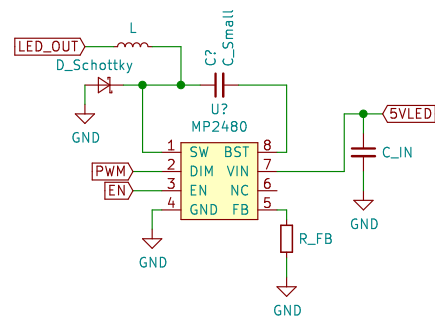 L
LED_OUT
D_Schottky
C?
C_Small
GND
U?
MP2480
5VLED
1 SW BST 8
PWM 2 DIM VIN 7
EN 3 EN NC 6
4 GND FB 5
C_IN
GND
R_FB
GND
GND